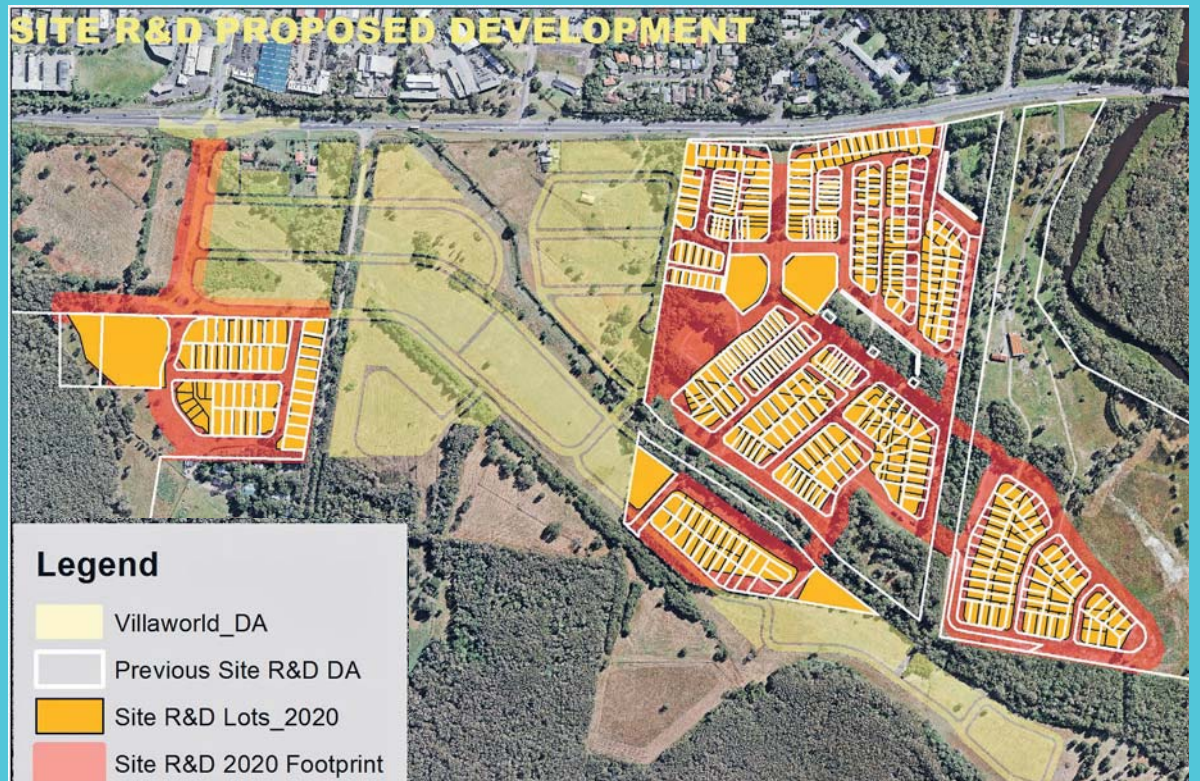 SITE R&D PROPOSED DEVELOPMENT
Legend
Villaworld_DA
Previous Site R&D DA
Site R&D Lots_2020
Site R&D 2020 Footprint